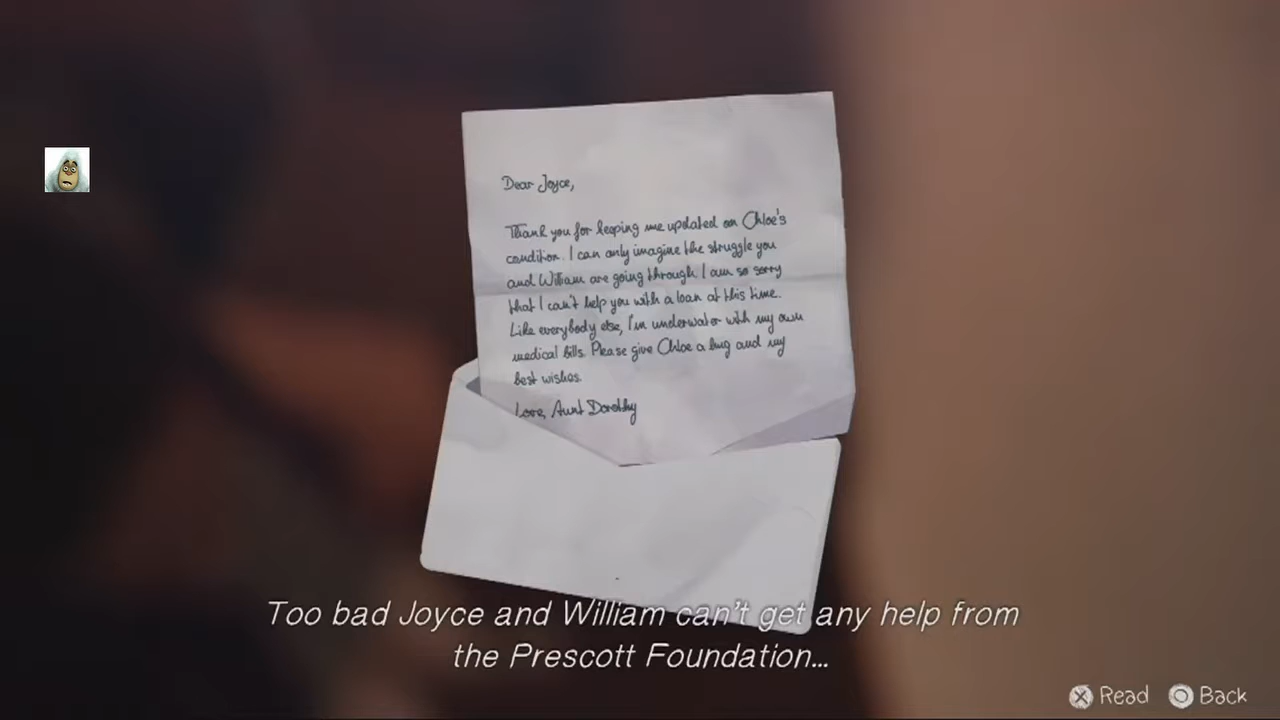 Dear Joyce,
Thank you for keeping me updated on Chloe's
condition. I can only imagine the struggle you
and William are going through. I am so sorry
that I can't help you with a loan at this time.
Like everybody else, I'm underwater with my own
medical bills. Please give Chloe a hug and my
best wishes.
Love, Aunt Dorothy
Too bad Joyce and William can't get any help from
the Prescott Foundation...
Read Back